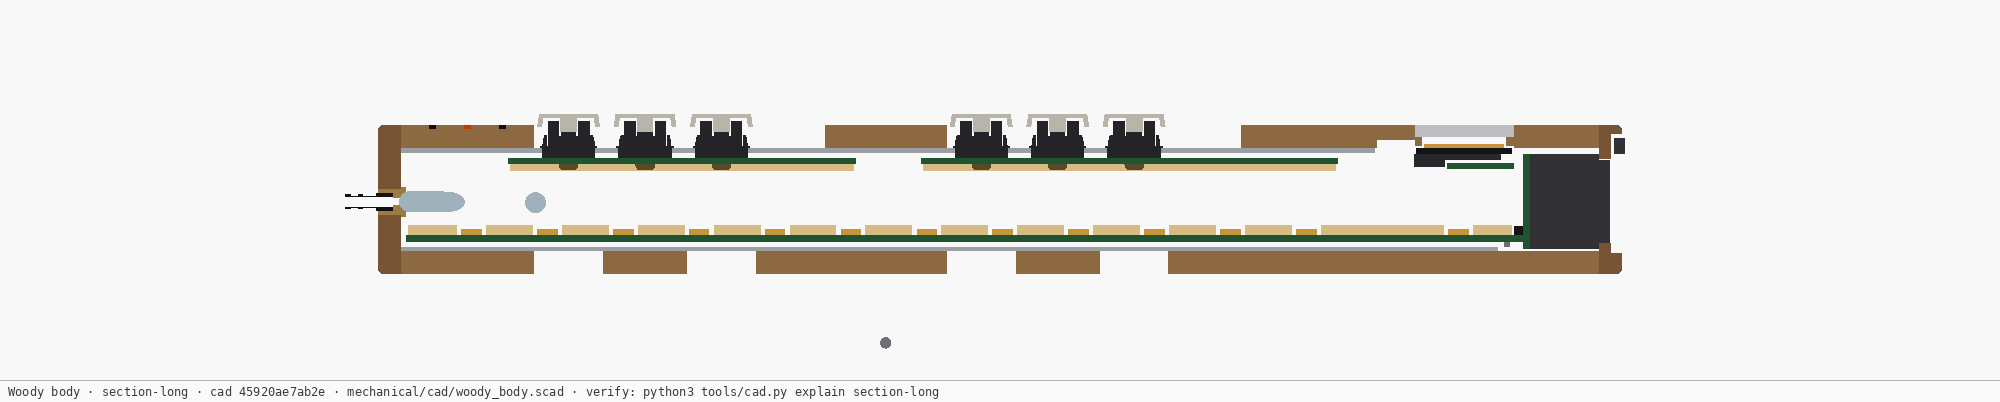 Woody body · section-long · cad 45920ae7ab2e · mechanical/cad/woody_body.scad · verify: python3 tools/cad.py explain section-long